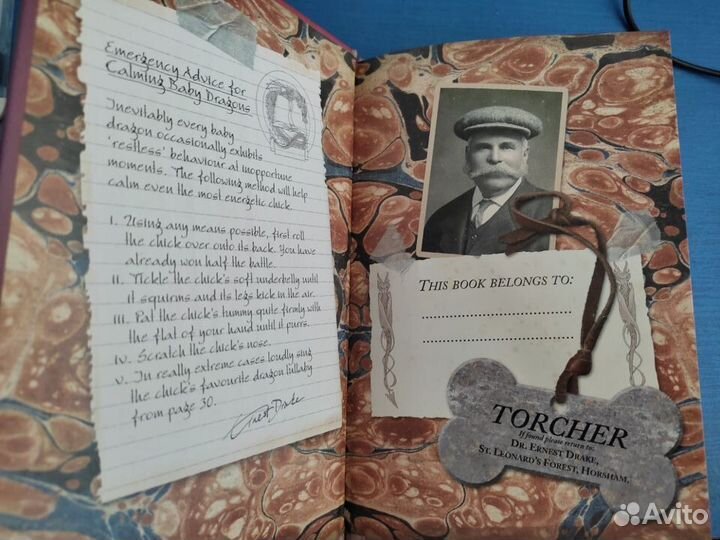 Emergency Advice for
Calming Baby Dragons
Inevitably every baby
dragon occasionally exhibits
'restless' behaviour at inopportune
moments. The following method will help
calm even the most energetic chick.
I. Using any means possible, first roll
the chick over onto its back. You have
already won half the battle.
II. Tickle the chick's soft underbelly until
it squirms and its legs kick in the air.
III. Pat the chick's tummy quite firmly with
the flat of your hand until it purrs.
IV. Scratch the chick's nose.
V. In really extreme cases loudly sing
the chick's favourite dragon lullaby
from page 30.
Ernest Drake
THIS BOOK BELONGS TO:
TORCHER
If found please return to:
DR. ERNEST DRAKE,
ST. LEONARD'S FOREST, HORSHAM.
Avito